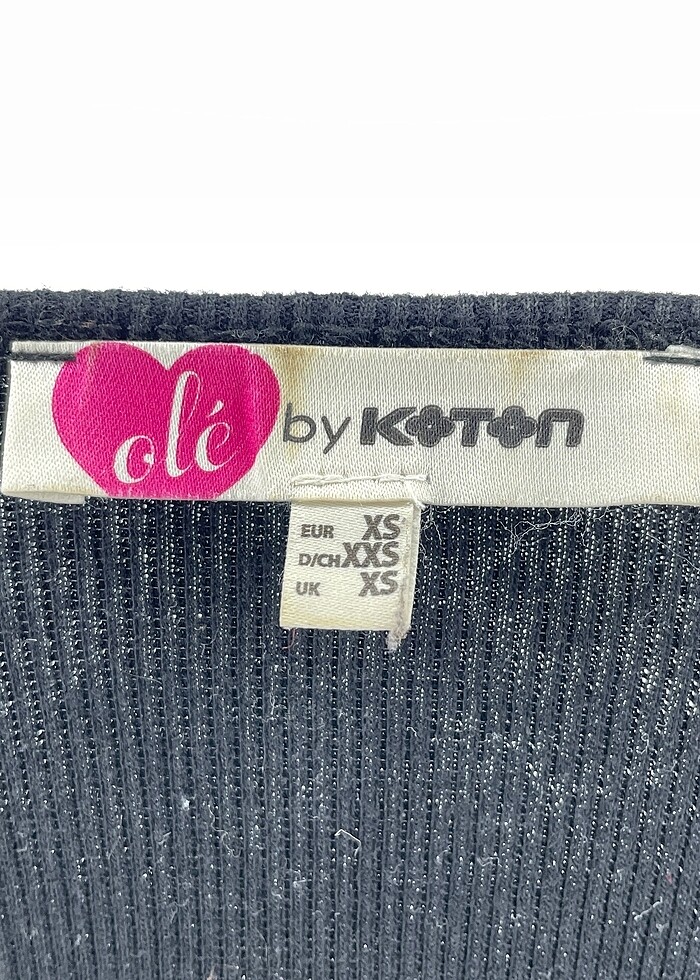 olé by KOTON
EUR XS
D/CH XXS
UK XS